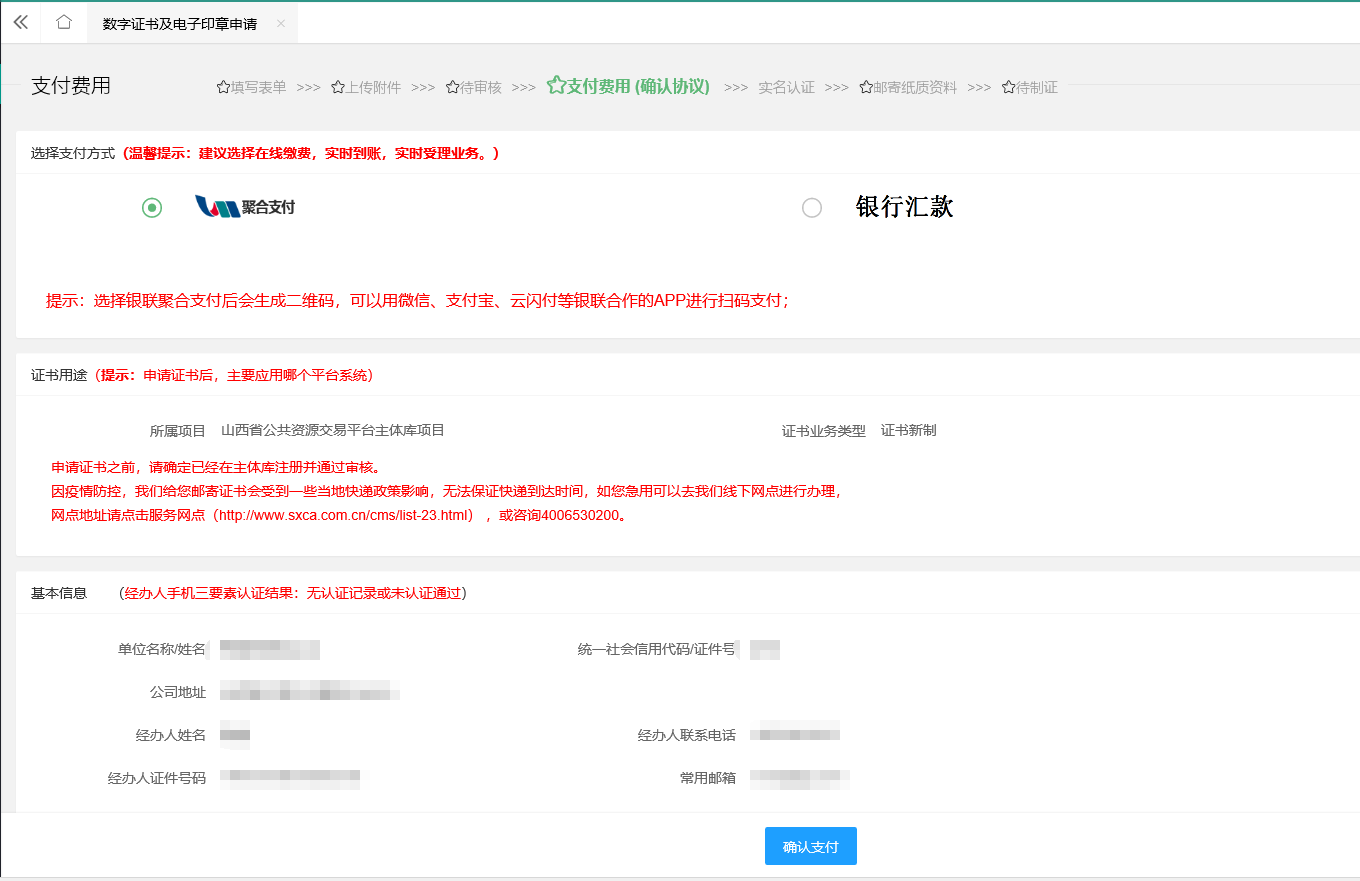 数字证书及电子印章申请
支付费用 填写表单 >>> 上传附件 >>> 待审核 >>> 支付费用 (确认协议) >>> 实名认证 >>> 邮寄纸质资料 >>> 待制证
选择支付方式（温馨提示：建议选择在线缴费，实时到账，实时受理业务。）
聚合支付 银行汇款
提示：选择银联聚合支付后会生成二维码，可以用微信、支付宝、云闪付等银联合作的APP进行扫码支付；
证书用途（提示：申请证书后，主要应用哪个平台系统）
所属项目 山西省公共资源交易平台主体库项目 证书业务类型 证书新制
申请证书之前，请确定已经在主体库注册并通过审核。
因疫情防控，我们给您邮寄证书会受到一些当地快递政策影响，无法保证快递到达时间，如您急用可以去我们线下网点进行办理，
网点地址请点击服务网点（http://www.sxca.com.cn/cms/list-23.html），或咨询4006530200。
基本信息 （经办人手机三要素认证结果：无认证记录或未认证通过）
单位名称/姓名 统一社会信用代码/证件号
公司地址
经办人姓名 经办人联系电话
经办人证件号码 常用邮箱
确认支付